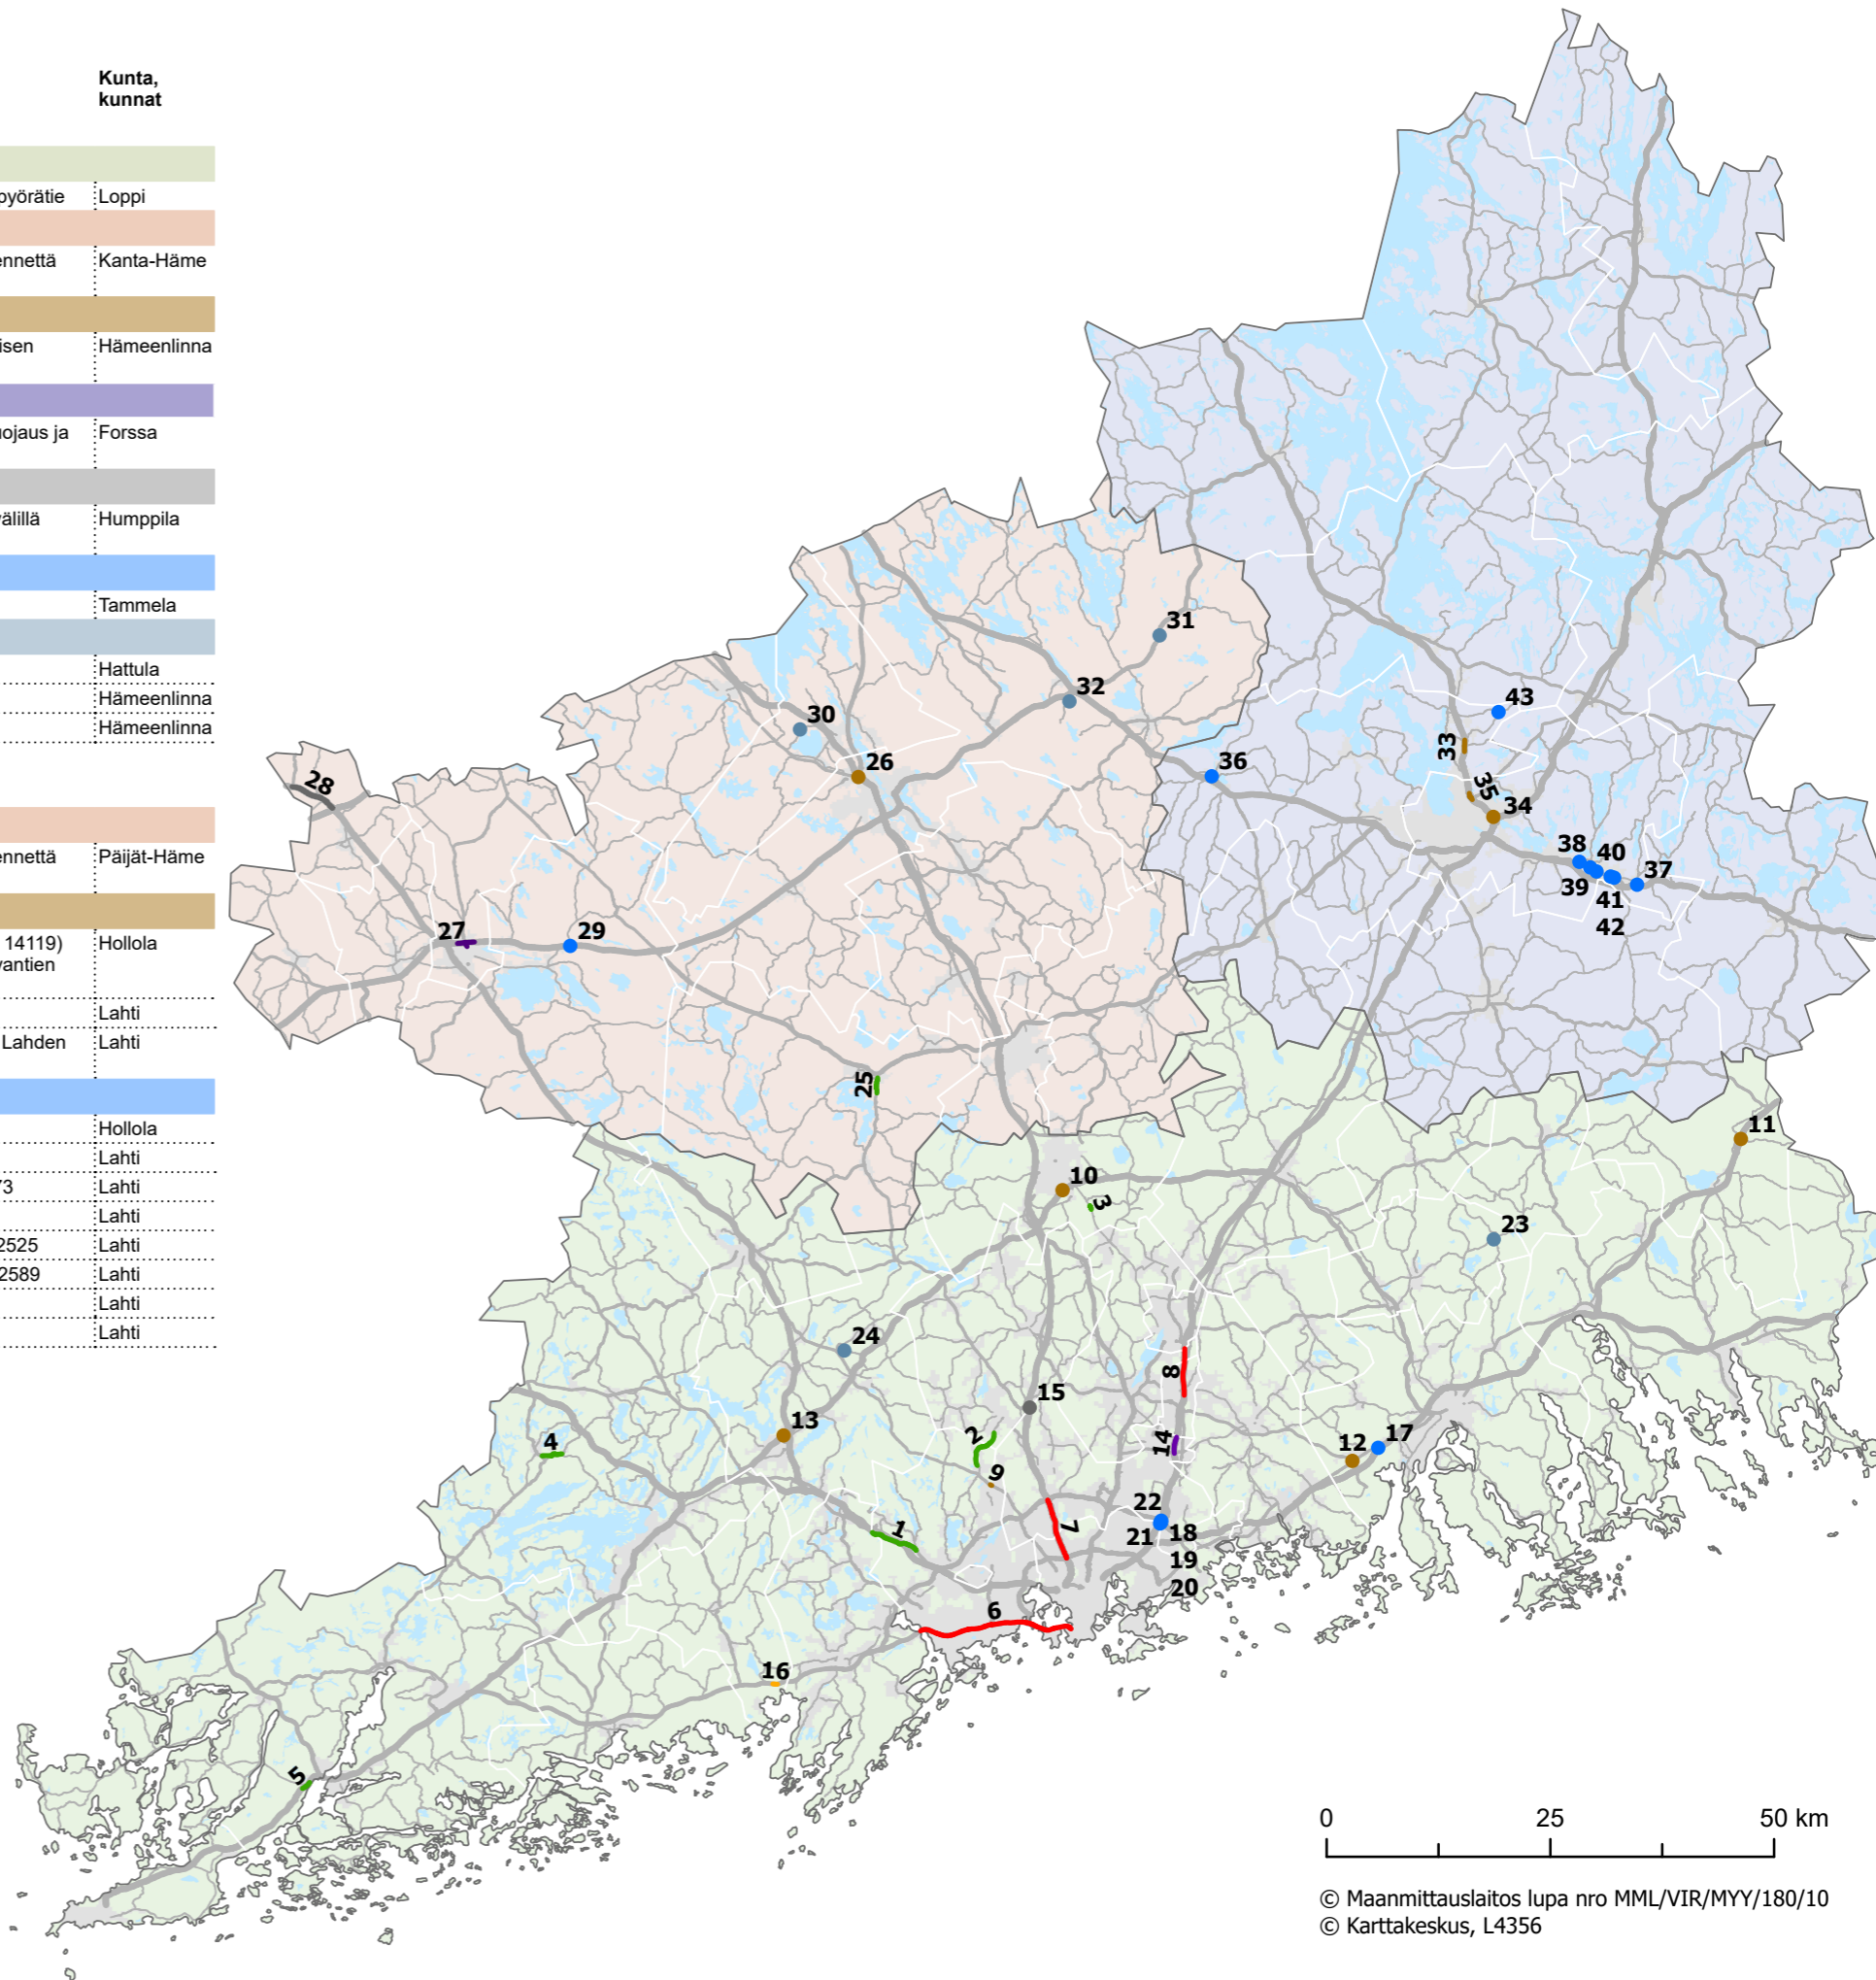 Kunta,
kunnat
pyörätie Loppi
ennettä Kanta-Häme
isen Hämeenlinna
uojaus ja Forssa
välillä Humppila
Tammela
Hattula
Hämeenlinna
Hämeenlinna
ennettä Päijät-Häme
14119) Hollola
vantien
Lahti
Lahden Lahti
Hollola
Lahti
73 Lahti
Lahti
2525 Lahti
2589 Lahti
Lahti
Lahti
31
32
43
30
33
26
36
28
35
34
38
40
37
39
41
27
29
42
25
11
10
3
23
24
8
15
13
2
14
17
4
12
9
22
1
7
21
18
19
20
6
16
5
0 25 50 km
© Maanmittauslaitos lupa nro MML/VIR/MYY/180/10
© Karttakeskus, L4356